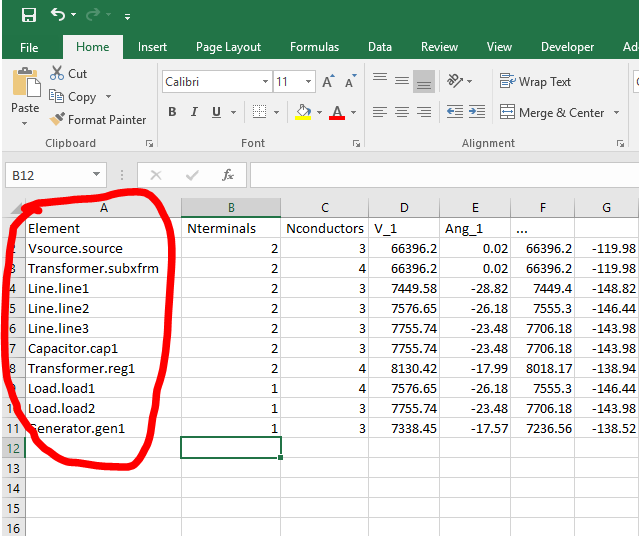 File Home Insert Page Layout Formulas Data Review View Developer Ad
Cut
Copy
Format Painter
Paste
Clipboard
Calibri 11 A A
B I U A
Font
Wrap Text
Merge & Center
Alignment
B12 fx
A B C D E F G
Element Nterminals Nconductors V_1 Ang_1 ...
Vsource.source 2 3 66396.2 0.02 66396.2 -119.98
3 Transformer.subxfrm 2 4 66396.2 0.02 66396.2 -119.98
4 Line.line1 2 3 7449.58 -28.82 7449.4 -148.82
5 Line.line2 2 3 7576.65 -26.18 7555.3 -146.44
6 Line.line3 2 3 7755.74 -23.48 7706.18 -143.98
7 Capacitor.cap1 2 3 7755.74 -23.48 7706.18 -143.98
8 Transformer.reg1 2 4 8130.42 -17.99 8018.17 -138.94
Load.load1 1 4 7576.65 -26.18 7555.3 -146.44
Load.load2 1 3 7755.74 -23.48 7706.18 -143.98
11 Generator.gen1 1 3 7338.45 -17.57 7236.56 -138.52
12
13
14
15
16